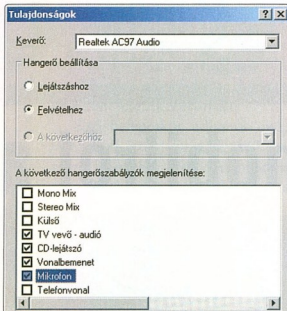 Tulajdonságok
Keverő: Realtek AC97 Audio
Hangerő beállítása
Lejátszáshoz
Felvételhez
A következőhöz
A következő hangerőszabályzók megjelenítése:
Mono Mix
Stereo Mix
Külső
TV vevő - audió
CD-lejátszó
Vonalbemenet
Mikrofon
Telefonvonal